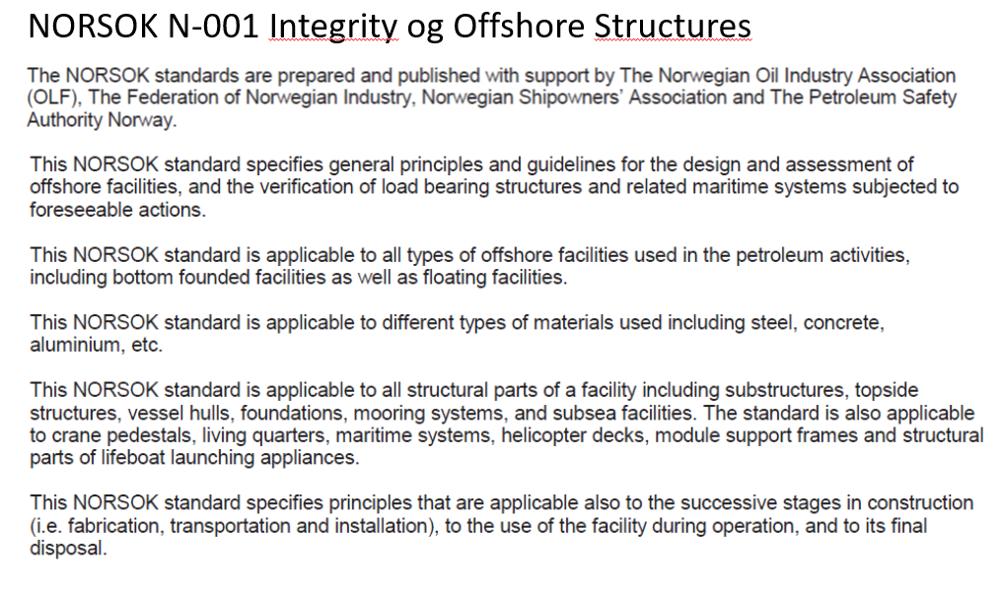 NORSOK N-001 Integrity og Offshore Structures
The NORSOK standards are prepared and published with support by The Norwegian Oil Industry Association
(OLF), The Federation of Norwegian Industry, Norwegian Shipowners' Association and The Petroleum Safety
Authority Norway.
This NORSOK standard specifies general principles and guidelines for the design and assessment of
offshore facilities, and the verification of load bearing structures and related maritime systems subjected to
foreseeable actions.
This NORSOK standard is applicable to all types of offshore facilities used in the petroleum activities,
including bottom founded facilities as well as floating facilities.
This NORSOK standard is applicable to different types of materials used including steel, concrete,
aluminium, etc.
This NORSOK standard is applicable to all structural parts of a facility including substructures, topside
structures, vessel hulls, foundations, mooring systems, and subsea facilities. The standard is also applicable
to crane pedestals, living quarters, maritime systems, helicopter decks, module support frames and structural
parts of lifeboat launching appliances.
This NORSOK standard specifies principles that are applicable also to the successive stages in construction
(i.e. fabrication, transportation and installation), to the use of the facility during operation, and to its final
disposal.